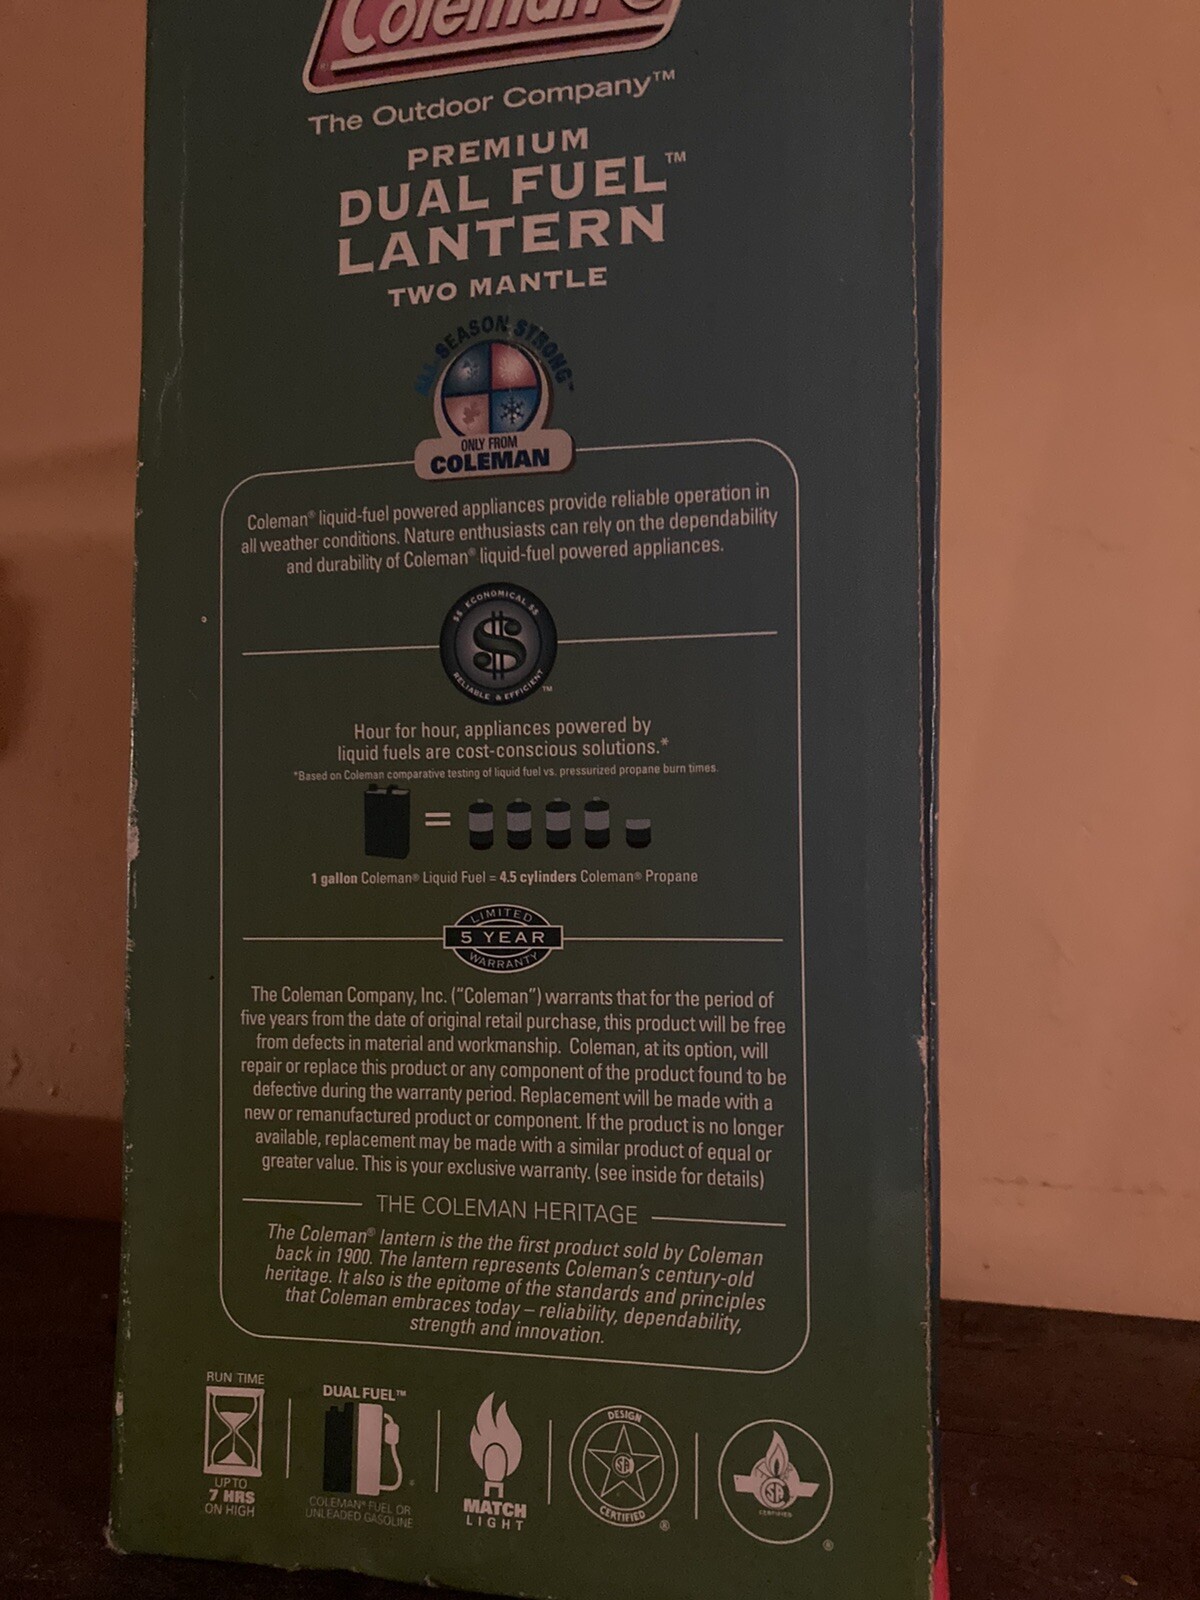 Coleman®
The Outdoor Company™
PREMIUM
DUAL FUEL™
LANTERN
TWO MANTLE
ALL-SEASON STRONG™
ONLY FROM
COLEMAN
Coleman® liquid-fuel powered appliances provide reliable operation in
all weather conditions. Nature enthusiasts can rely on the dependability
and durability of Coleman® liquid-fuel powered appliances.
$$ ECONOMICAL $$
$
RELIABLE & EFFICIENT™
Hour for hour, appliances powered by
liquid fuels are cost-conscious solutions.*
*Based on Coleman comparative testing of liquid fuel vs. pressurized propane burn times.
=
1 gallon Coleman® Liquid Fuel = 4.5 cylinders Coleman® Propane
LIMITED
5 YEAR
WARRANTY
The Coleman Company, Inc. (“Coleman”) warrants that for the period of
five years from the date of original retail purchase, this product will be free
from defects in material and workmanship. Coleman, at its option, will
repair or replace this product or any component of the product found to be
defective during the warranty period. Replacement will be made with a
new or remanufactured product or component. If the product is no longer
available, replacement may be made with a similar product of equal or
greater value. This is your exclusive warranty. (see inside for details)
THE COLEMAN HERITAGE
The Coleman® lantern is the the first product sold by Coleman
back in 1900. The lantern represents Coleman's century-old
heritage. It also is the epitome of the standards and principles
that Coleman embraces today – reliability, dependability,
strength and innovation.
RUN TIME
UP TO
7 HRS
ON HIGH
DUAL FUEL™
COLEMAN® FUEL OR
UNLEADED GASOLINE
MATCH
LIGHT
DESIGN
CERTIFIED
®
CERTIFIED
®